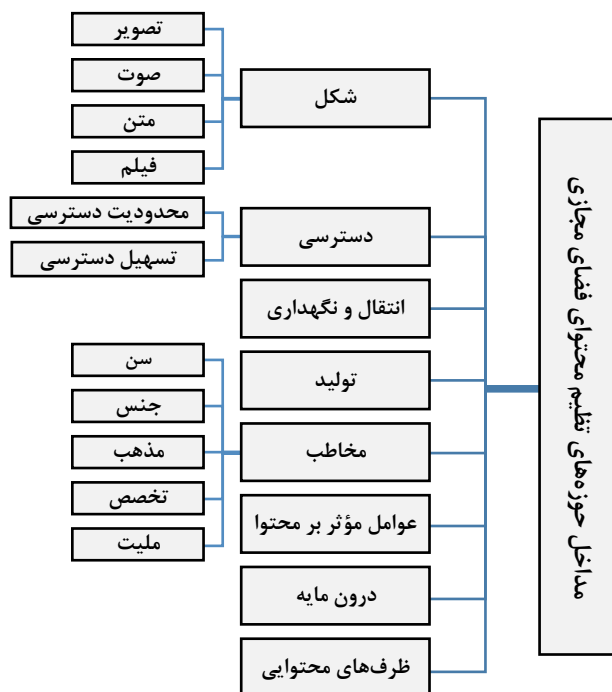 مداخل حوزه‌های تنظیم محتوای فضای مجازی
شکل
تصویر
صوت
متن
فیلم
دسترسی
محدودیت دسترسی
تسهیل دسترسی
انتقال و نگهداری
تولید
مخاطب
سن
جنس
مذهب
تخصص
ملیت
عوامل مؤثر بر محتوا
درون مایه
ظرف‌های محتوایی